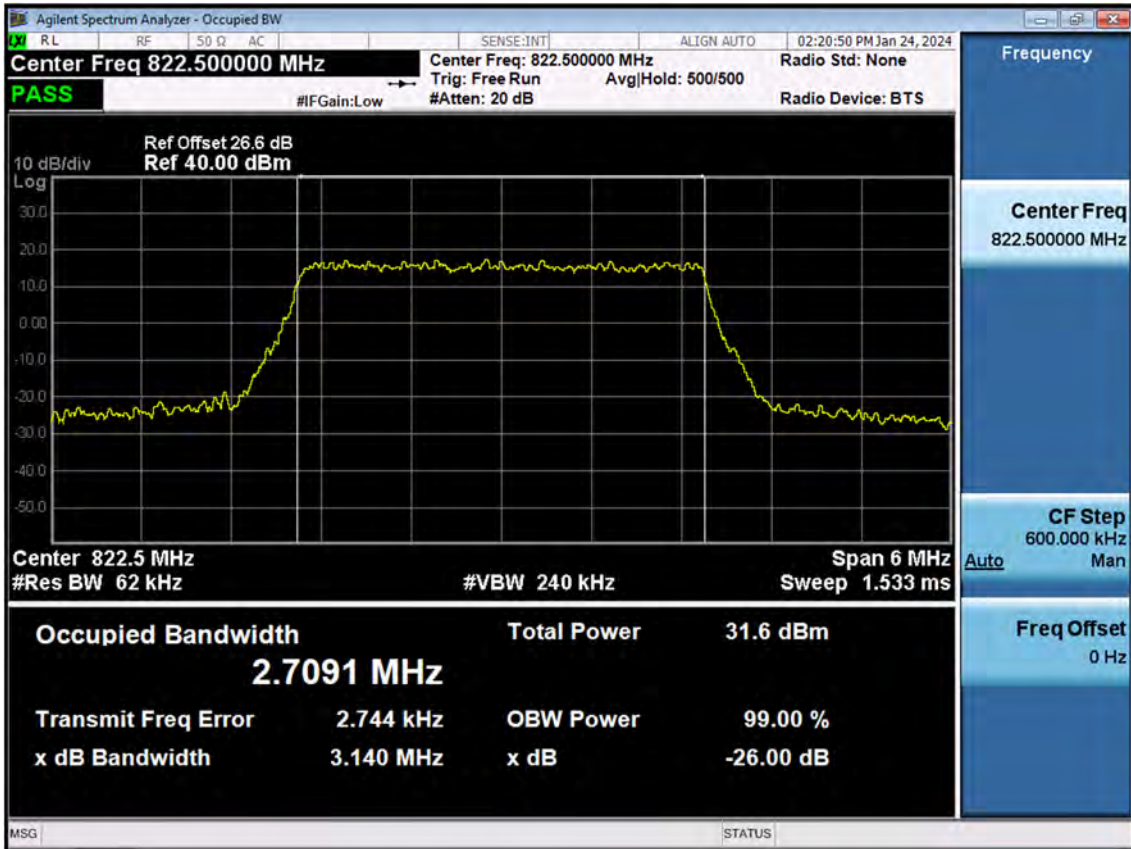 Agilent Spectrum Analyzer - Occupied BW
LXI RL RF 50 Ω AC SENSE:INT ALIGN AUTO 02:20:50 PM Jan 24, 2024
Center Freq 822.500000 MHz
Center Freq: 822.500000 MHz
Radio Std: None
Trig: Free Run Avg|Hold: 500/500
PASS
#IFGain:Low
#Atten: 20 dB
Radio Device: BTS
Frequency
Ref Offset 26.6 dB
10 dB/div Ref 40.00 dBm
Log
30.0
20.0
10.0
0.00
-10.0
-20.0
-30.0
-40.0
-50.0
Center 822.5 MHz Span 6 MHz
#Res BW 62 kHz #VBW 240 kHz Sweep 1.533 ms
Occupied Bandwidth Total Power 31.6 dBm
2.7091 MHz
Transmit Freq Error 2.744 kHz OBW Power 99.00 %
x dB Bandwidth 3.140 MHz x dB -26.00 dB
Center Freq
822.500000 MHz
CF Step
600.000 kHz
Auto Man
Freq Offset
0 Hz
MSG STATUS